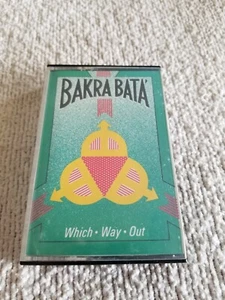 BAKRA BATA'
Which • Way • Out